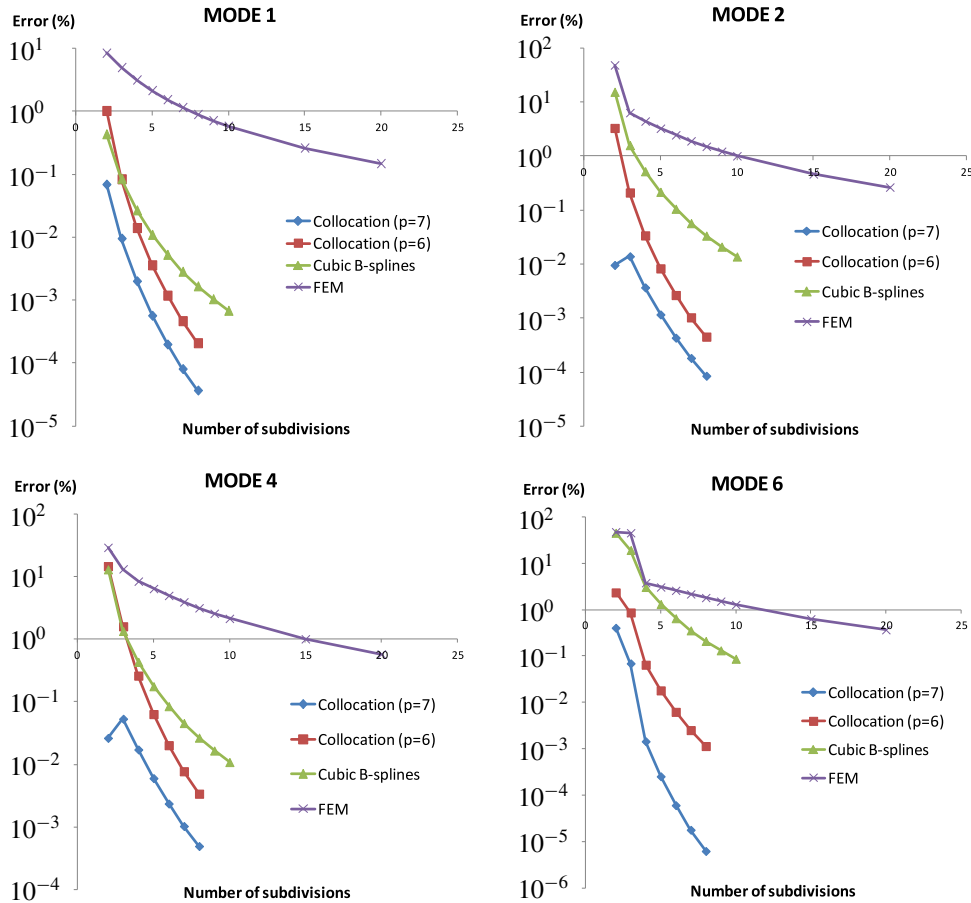 MODE 1
Error (%)
10^1
10^0
10^−1
10^−2
10^−3
10^−4
10^−5
0 5 10 15 20 25
Collocation (p=7)
Collocation (p=6)
Cubic B-splines
FEM
Number of subdivisions
MODE 2
Error (%)
10^2
10^1
10^0
10^−1
10^−2
10^−3
10^−4
10^−5
0 5 10 15 20 25
Collocation (p=7)
Collocation (p=6)
Cubic B-splines
FEM
Number of subdivisions
MODE 4
Error (%)
10^2
10^1
10^0
10^−1
10^−2
10^−3
10^−4
0 5 10 15 20 25
Collocation (p=7)
Collocation (p=6)
Cubic B-splines
FEM
Number of subdivisions
MODE 6
Error (%)
10^2
10^1
10^0
10^−1
10^−2
10^−3
10^−4
10^−5
10^−6
0 5 10 15 20 25
Collocation (p=7)
Collocation (p=6)
Cubic B-splines
FEM
Number of subdivisions